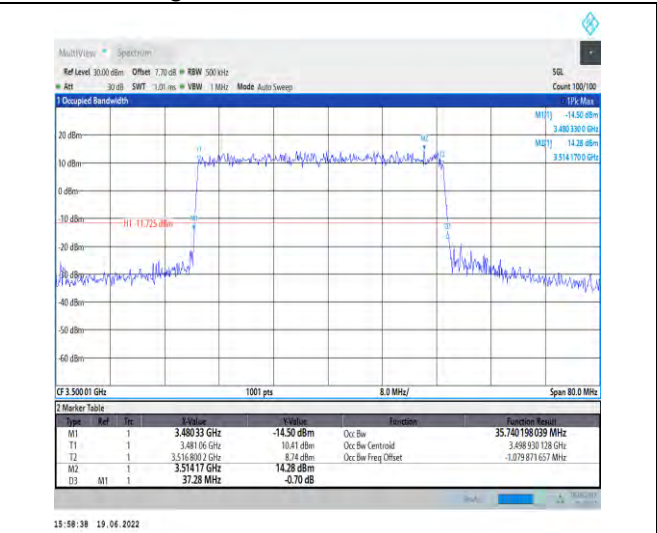 MultiView Spectrum
Ref Level 30.00 dBm Offset 7.70 dB RBW 500 kHz SGL
Att 30 dB SWT 1.01 ms VBW 1 MHz Mode Auto Sweep Count 100/100
1 Occupied Bandwidth 1Pk Max
M1[1] -14.50 dBm
3.480 330 0 GHz
M2[1] 14.28 dBm
3.514 170 0 GHz
20 dBm
M2
T1 T2
10 dBm
0 dBm
-10 dBm
H1 -11.725 dBm
-20 dBm
-30 dBm
-40 dBm
-50 dBm
-60 dBm
CF 3.500 01 GHz 1001 pts 8.0 MHz/ Span 80.0 MHz
2 Marker Table
Type Ref Trc X-Value Y-Value Function Function Result
M1 1 3.480 33 GHz -14.50 dBm Occ Bw 35.740 198 039 MHz
T1 1 3.481 06 GHz 10.41 dBm Occ Bw Centroid 3.498 930 128 GHz
T2 1 3.516 800 2 GHz 8.74 dBm Occ Bw Freq Offset -1.079 871 657 MHz
M2 1 3.514 17 GHz 14.28 dBm
D3 M1 1 37.28 MHz -0.70 dB
15:58:38 19.06.2022